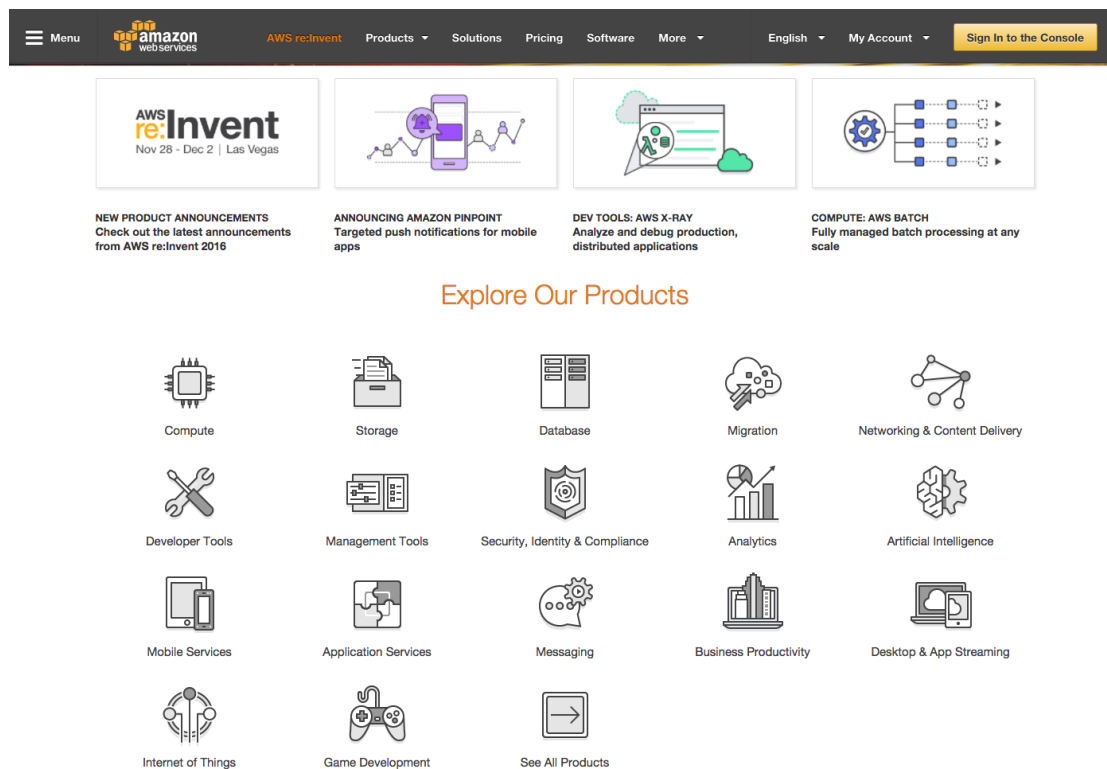 Menu
amazon
webservices
AWS re:Invent
Products
Solutions
Pricing
Software
More
English
My Account
Sign In to the Console
AWS
re:Invent
Nov 28 - Dec 2 | Las Vegas
NEW PRODUCT ANNOUNCEMENTS
Check out the latest announcements
from AWS re:Invent 2016
ANNOUNCING AMAZON PINPOINT
Targeted push notifications for mobile
apps
DEV TOOLS: AWS X-RAY
Analyze and debug production,
distributed applications
COMPUTE: AWS BATCH
Fully managed batch processing at any
scale
Explore Our Products
Compute
Storage
Database
Migration
Networking & Content Delivery
Developer Tools
Management Tools
Security, Identity & Compliance
Analytics
Artificial Intelligence
Mobile Services
Application Services
Messaging
Business Productivity
Desktop & App Streaming
Internet of Things
Game Development
See All Products